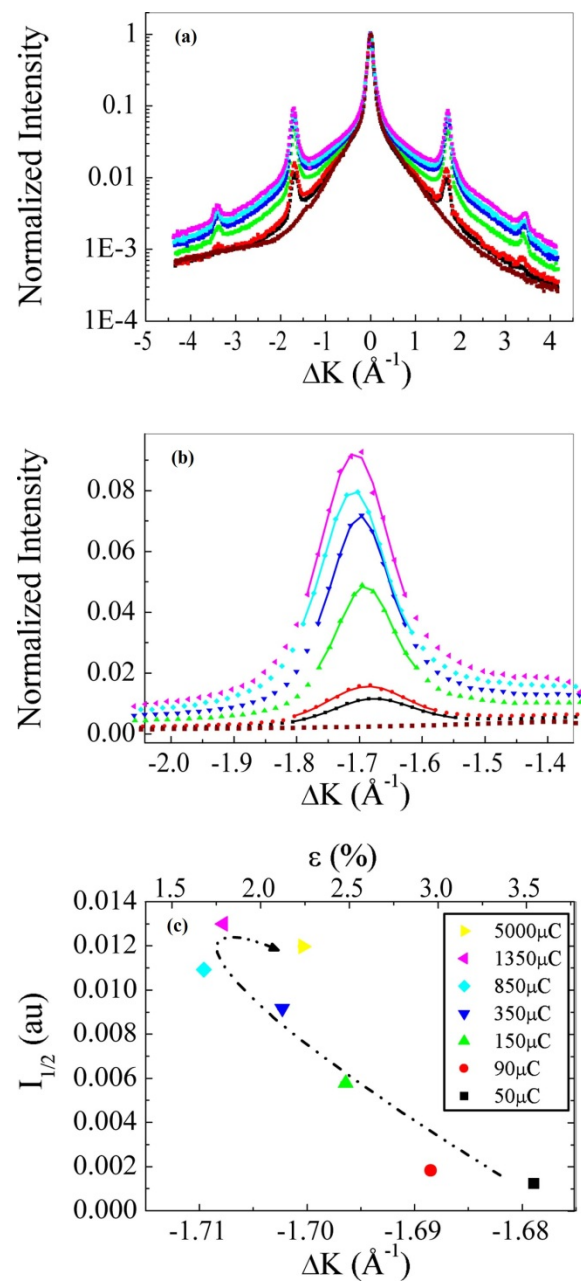 (a)
Normalized Intensity
1
0.1
0.01
1E-3
1E-4
-5 -4 -3 -2 -1 0 1 2 3 4
ΔK (Å⁻¹)
(b)
Normalized Intensity
0.08
0.06
0.04
0.02
0.00
-2.0 -1.9 -1.8 -1.7 -1.6 -1.5 -1.4
ΔK (Å⁻¹)
ε (%)
1.5 2.0 2.5 3.0 3.5
(c)
I1/2 (au)
0.014
0.012
0.010
0.008
0.006
0.004
0.002
0.000
5000μC
1350μC
850μC
350μC
150μC
90μC
50μC
-1.71 -1.70 -1.69 -1.68
ΔK (Å⁻¹)